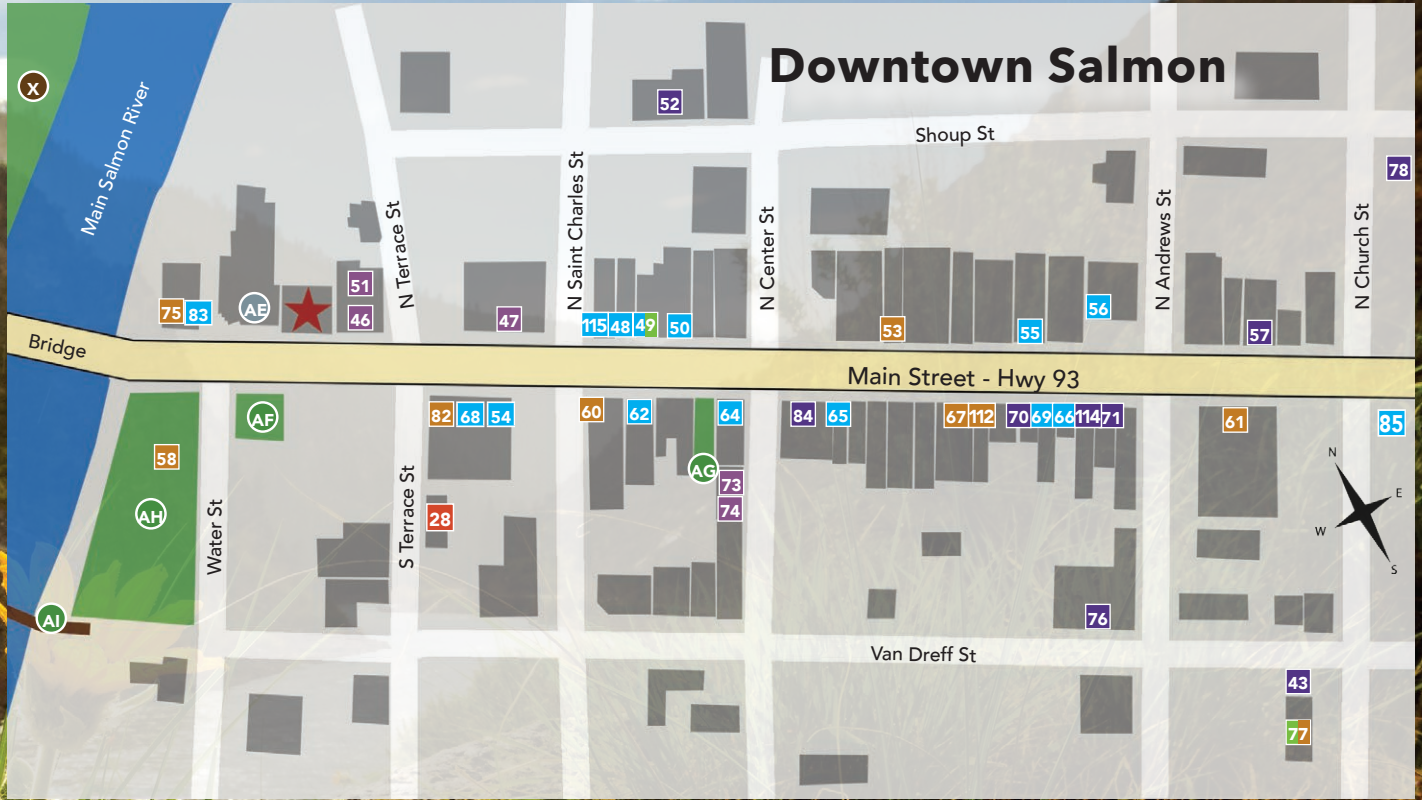 Downtown Salmon
X
Main Salmon River
52
Shoup St
78
N Terrace St
N Saint Charles St
N Center St
N Andrews St
N Church St
75
83
AE
51
46
47
115
48
49
50
53
55
56
57
Bridge
Main Street - Hwy 93
AF
82
68
54
60
62
64
84
65
67
112
70
69
66
114
71
61
85
58
AH
AG
73
74
28
N
E
W
S
Water St
S Terrace St
AI
76
Van Dreff St
43
77